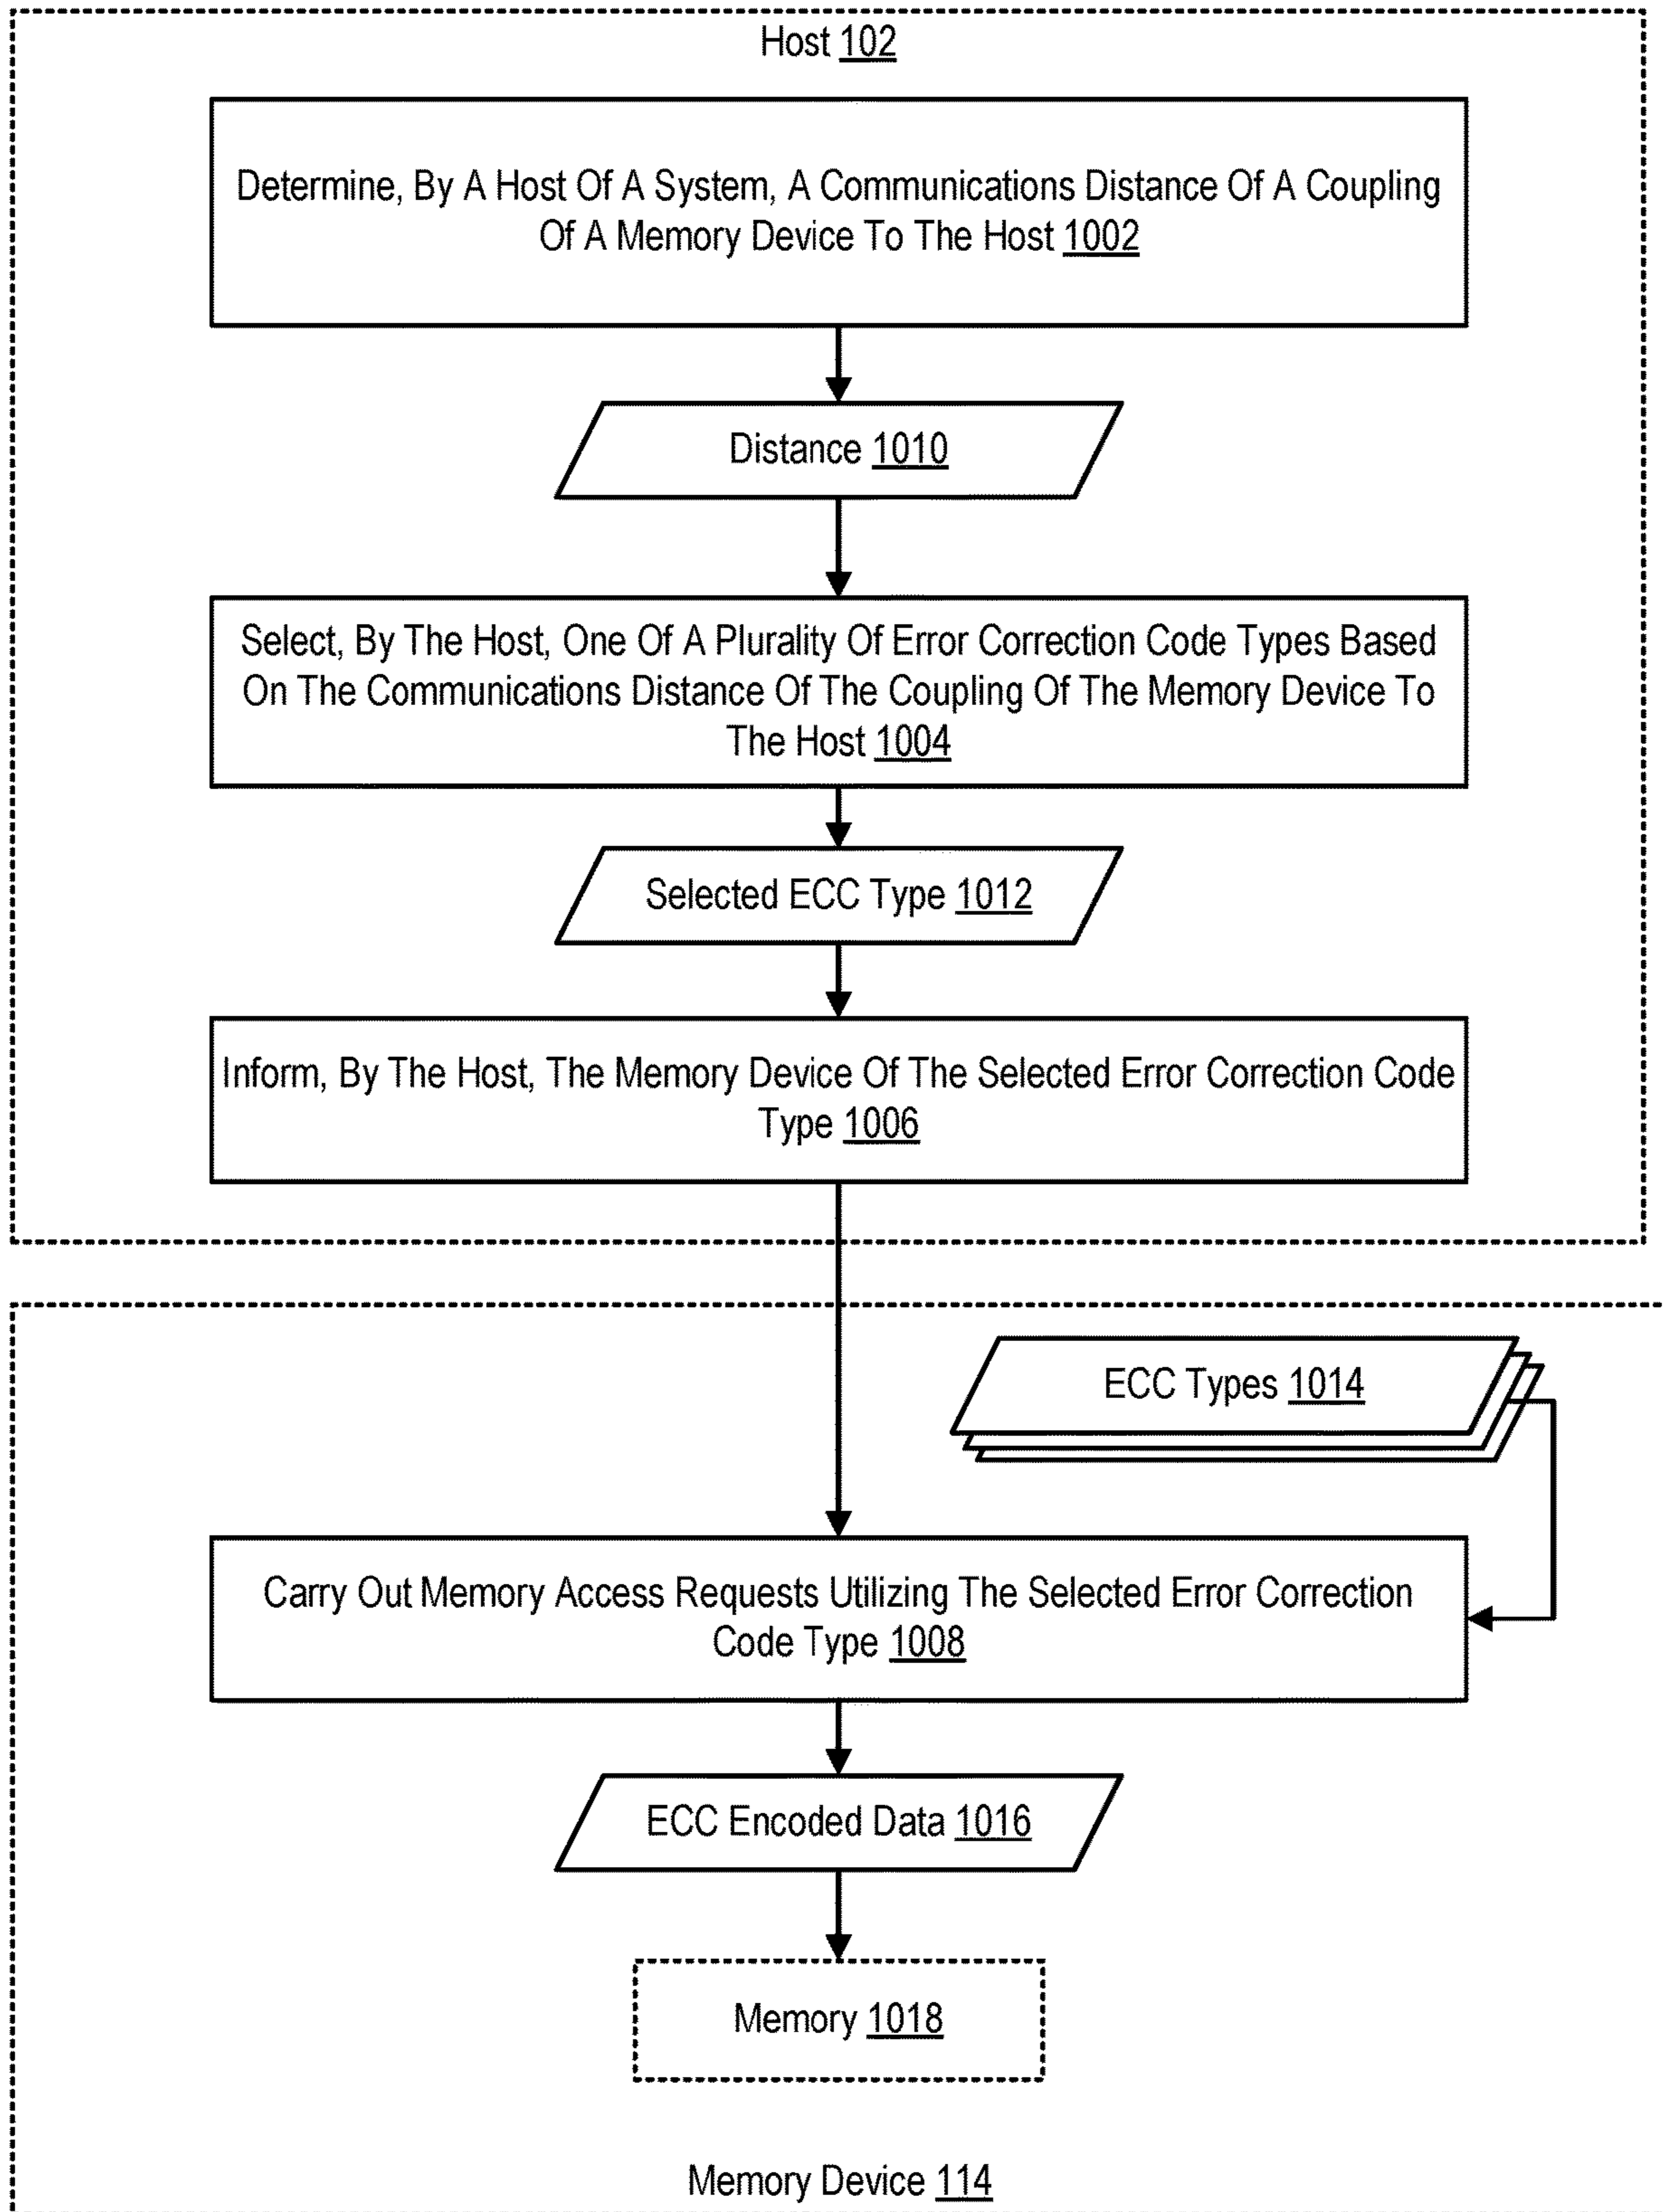 Host 102
Determine, By A Host Of A System, A Communications Distance Of A Coupling
Of A Memory Device To The Host 1002
Distance 1010
Select, By The Host, One Of A Plurality Of Error Correction Code Types Based
On The Communications Distance Of The Coupling Of The Memory Device To
The Host 1004
Selected ECC Type 1012
Inform, By The Host, The Memory Device Of The Selected Error Correction Code
Type 1006
ECC Types 1014
Carry Out Memory Access Requests Utilizing The Selected Error Correction
Code Type 1008
ECC Encoded Data 1016
Memory 1018
Memory Device 114